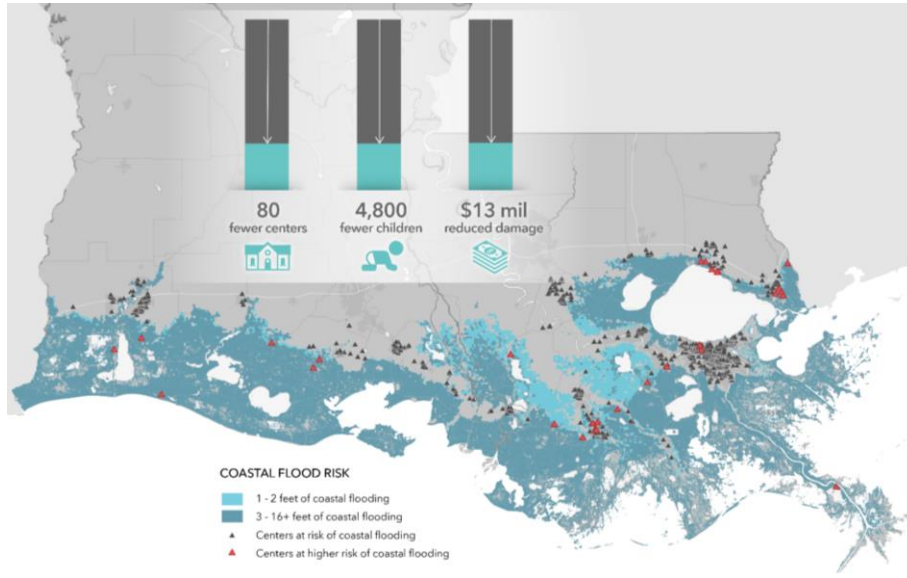 80
fewer centers
4,800
fewer children
$13 mil
reduced damage
COASTAL FLOOD RISK
1 - 2 feet of coastal flooding
3 - 16+ feet of coastal flooding
Centers at risk of coastal flooding
Centers at higher risk of coastal flooding